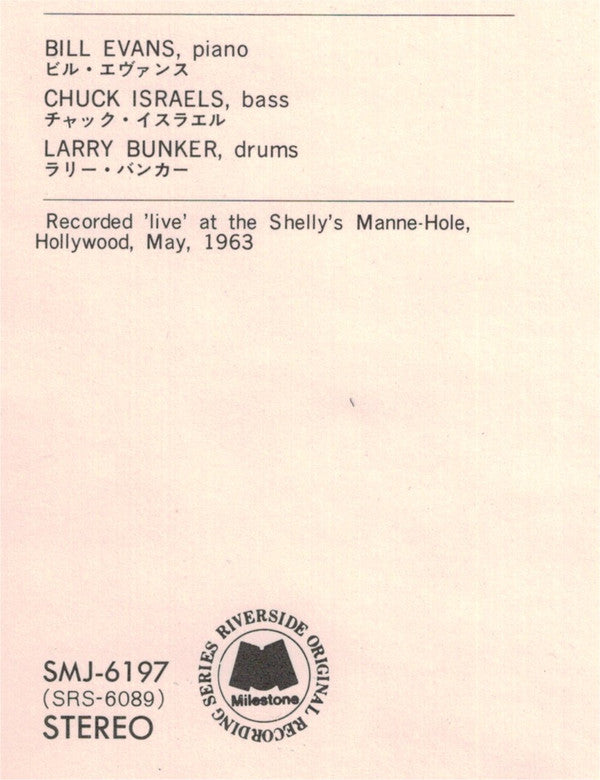 BILL EVANS, piano
ビル・エヴァンス
CHUCK ISRAELS, bass
チャック・イスラエル
LARRY BUNKER, drums
ラリー・バンカー
Recorded 'live' at the Shelly's Manne-Hole,
Hollywood, May, 1963
SMJ-6197
(SRS-6089)
STEREO
RIVERSIDE ORIGINAL RECORDING SERIES
Milestone